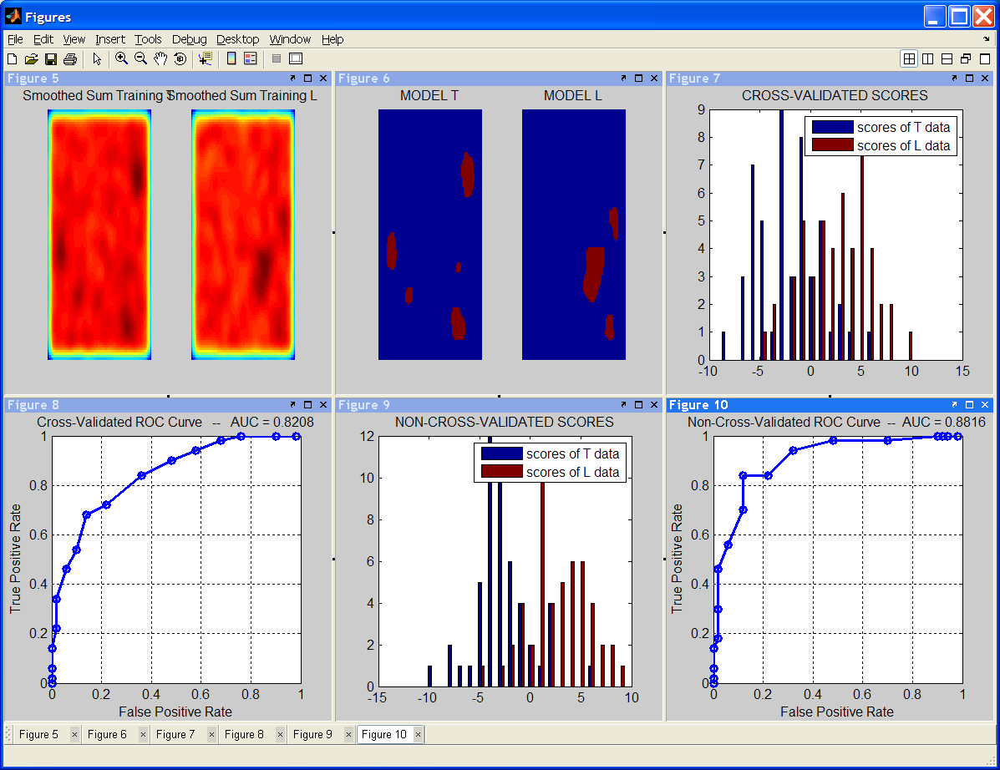 Figures
File Edit View Insert Tools Debug Desktop Window Help
Figure 5
Smoothed Sum Training T
Smoothed Sum Training L
Figure 6
MODEL T
MODEL L
Figure 7
CROSS-VALIDATED SCORES
9
8
7
6
5
4
3
2
1
0
-10 -5 0 5 10 15
scores of T data
scores of L data
Figure 8
Cross-Validated ROC Curve -- AUC = 0.8208
True Positive Rate
1
0.8
0.6
0.4
0.2
0
0 0.2 0.4 0.6 0.8 1
False Positive Rate
Figure 9
NON-CROSS-VALIDATED SCORES
12
10
8
6
4
2
0
-15 -10 -5 0 5 10
scores of T data
scores of L data
Figure 10
Non-Cross-Validated ROC Curve -- AUC = 0.8816
True Positive Rate
1
0.8
0.6
0.4
0.2
0
0 0.2 0.4 0.6 0.8 1
False Positive Rate
Figure 5 Figure 6 Figure 7 Figure 8 Figure 9 Figure 10